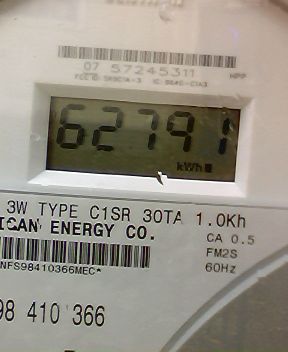 07 57245311 HPP
62791
kWh
3W TYPE C1SR 30TA 1.0Kh
ICAN ENERGY CO.
CA 0.5
FM2S
NFS98410366MEC*
60Hz
98 410 366